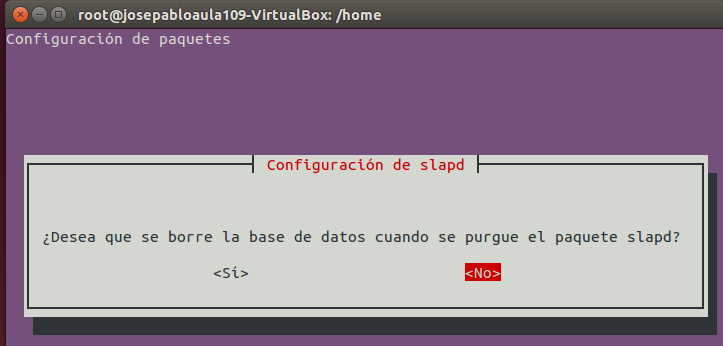 root@josepabloaula109-VirtualBox: /home
Configuración de paquetes
Configuración de slapd
¿Desea que se borre la base de datos cuando se purgue el paquete slapd?
<Sí> <No>